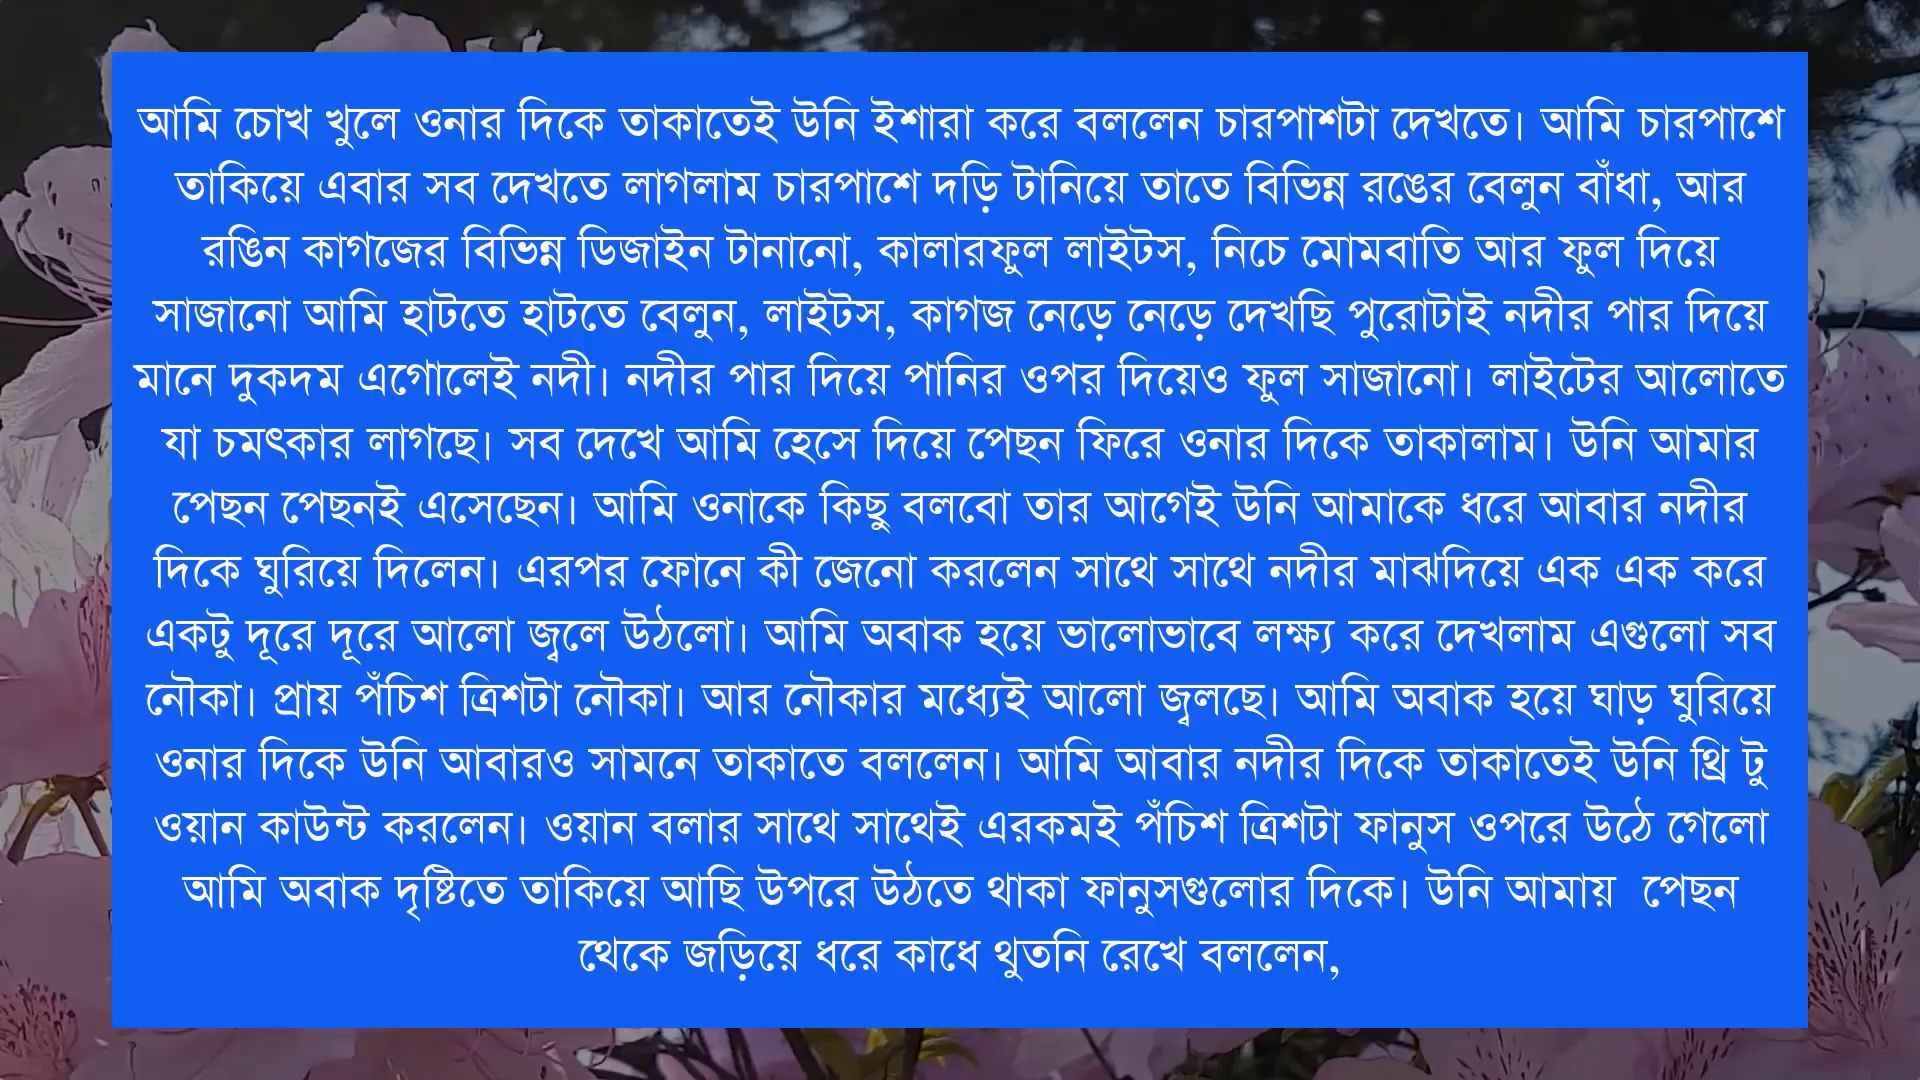 আমি চোখ খুলে ওনার দিকে তাকাতেই উনি ইশারা করে বললেন চারপাশটা দেখতে। আমি চারপাশে
তাকিয়ে এবার সব দেখতে লাগলাম চারপাশে দড়ি টানিয়ে তাতে বিভিন্ন রঙের বেলুন বাঁধা, আর
রঙিন কাগজের বিভিন্ন ডিজাইন টানানো, কালারফুল লাইটস, নিচে মোমবাতি আর ফুল দিয়ে
সাজানো আমি হাটতে হাটতে বেলুন, লাইটস, কাগজ নেড়ে নেড়ে দেখছি পুরোটাই নদীর পার দিয়ে
মানে দুকদম এগোলেই নদী। নদীর পার দিয়ে পানির ওপর দিয়েও ফুল সাজানো। লাইটের আলোতে
যা চমৎকার লাগছে। সব দেখে আমি হেসে দিয়ে পেছন ফিরে ওনার দিকে তাকালাম। উনি আমার
পেছন পেছনই এসেছেন। আমি ওনাকে কিছু বলবো তার আগেই উনি আমাকে ধরে আবার নদীর
দিকে ঘুরিয়ে দিলেন। এরপর ফোনে কী জেনো করলেন সাথে সাথে নদীর মাঝদিয়ে এক এক করে
একটু দূরে দূরে আলো জ্বলে উঠলো। আমি অবাক হয়ে ভালোভাবে লক্ষ্য করে দেখলাম এগুলো সব
নৌকা। প্রায় পঁচিশ ত্রিশটা নৌকা। আর নৌকার মধ্যেই আলো জ্বলছে। আমি অবাক হয়ে ঘাড় ঘুরিয়ে
ওনার দিকে উনি আবারও সামনে তাকাতে বললেন। আমি আবার নদীর দিকে তাকাতেই উনি থ্রি টু
ওয়ান কাউন্ট করলেন। ওয়ান বলার সাথে সাথেই এরকমই পঁচিশ ত্রিশটা ফানুস ওপরে উঠে গেলো
আমি অবাক দৃষ্টিতে তাকিয়ে আছি উপরে উঠতে থাকা ফানুসগুলোর দিকে। উনি আমায় পেছন
থেকে জড়িয়ে ধরে কাধে থুতনি রেখে বললেন,